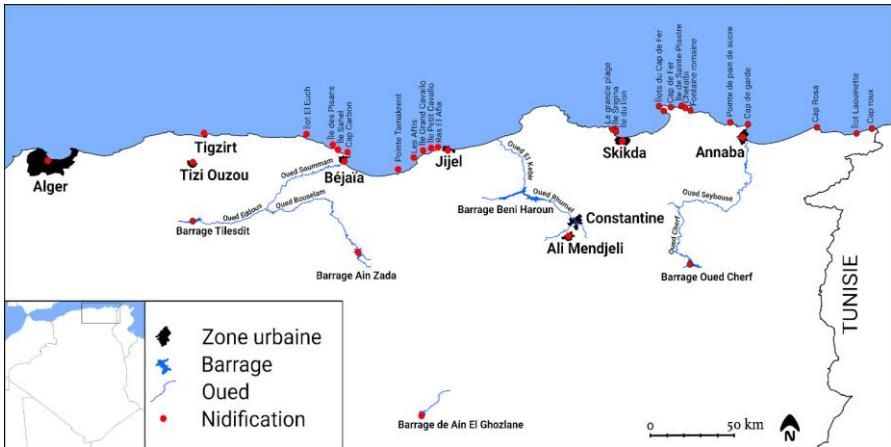 Îlot El Euch
Île des Pisans
Île Sahel
Cap Carbon
Pointe Tamakrent
Les Aftis
Île Grand Cavallo
Île Petit Cavallo
Ras El Afia
La grande plage
Île Srigina
Île du lion
Îlots du Cap de Fer
Cap de Fer
Île de Sainte-Piastre
Chetaïbi
Fontaine romaine
Pointe de pain de sucre
Cap de garde
Cap Rosa
Îlot Laouinette
Cap roux
Alger
Tigzirt
Tizi Ouzou
Béjaïa
Jijel
Skikda
Annaba
Oued Soummam
Oued Eddous
Oued Bouselam
Barrage Tilesdit
Barrage Ain Zada
Oued El Kebir
Oued Rhumel
Barrage Beni Haroun
Constantine
Ali Mendjeli
Oued Seybouse
Oued Cherf
Barrage Oued Cherf
TUNISIE
Zone urbaine
Barrage
Oued
Nidification
Barrage de Ain El Ghozlane
0 50 km
N